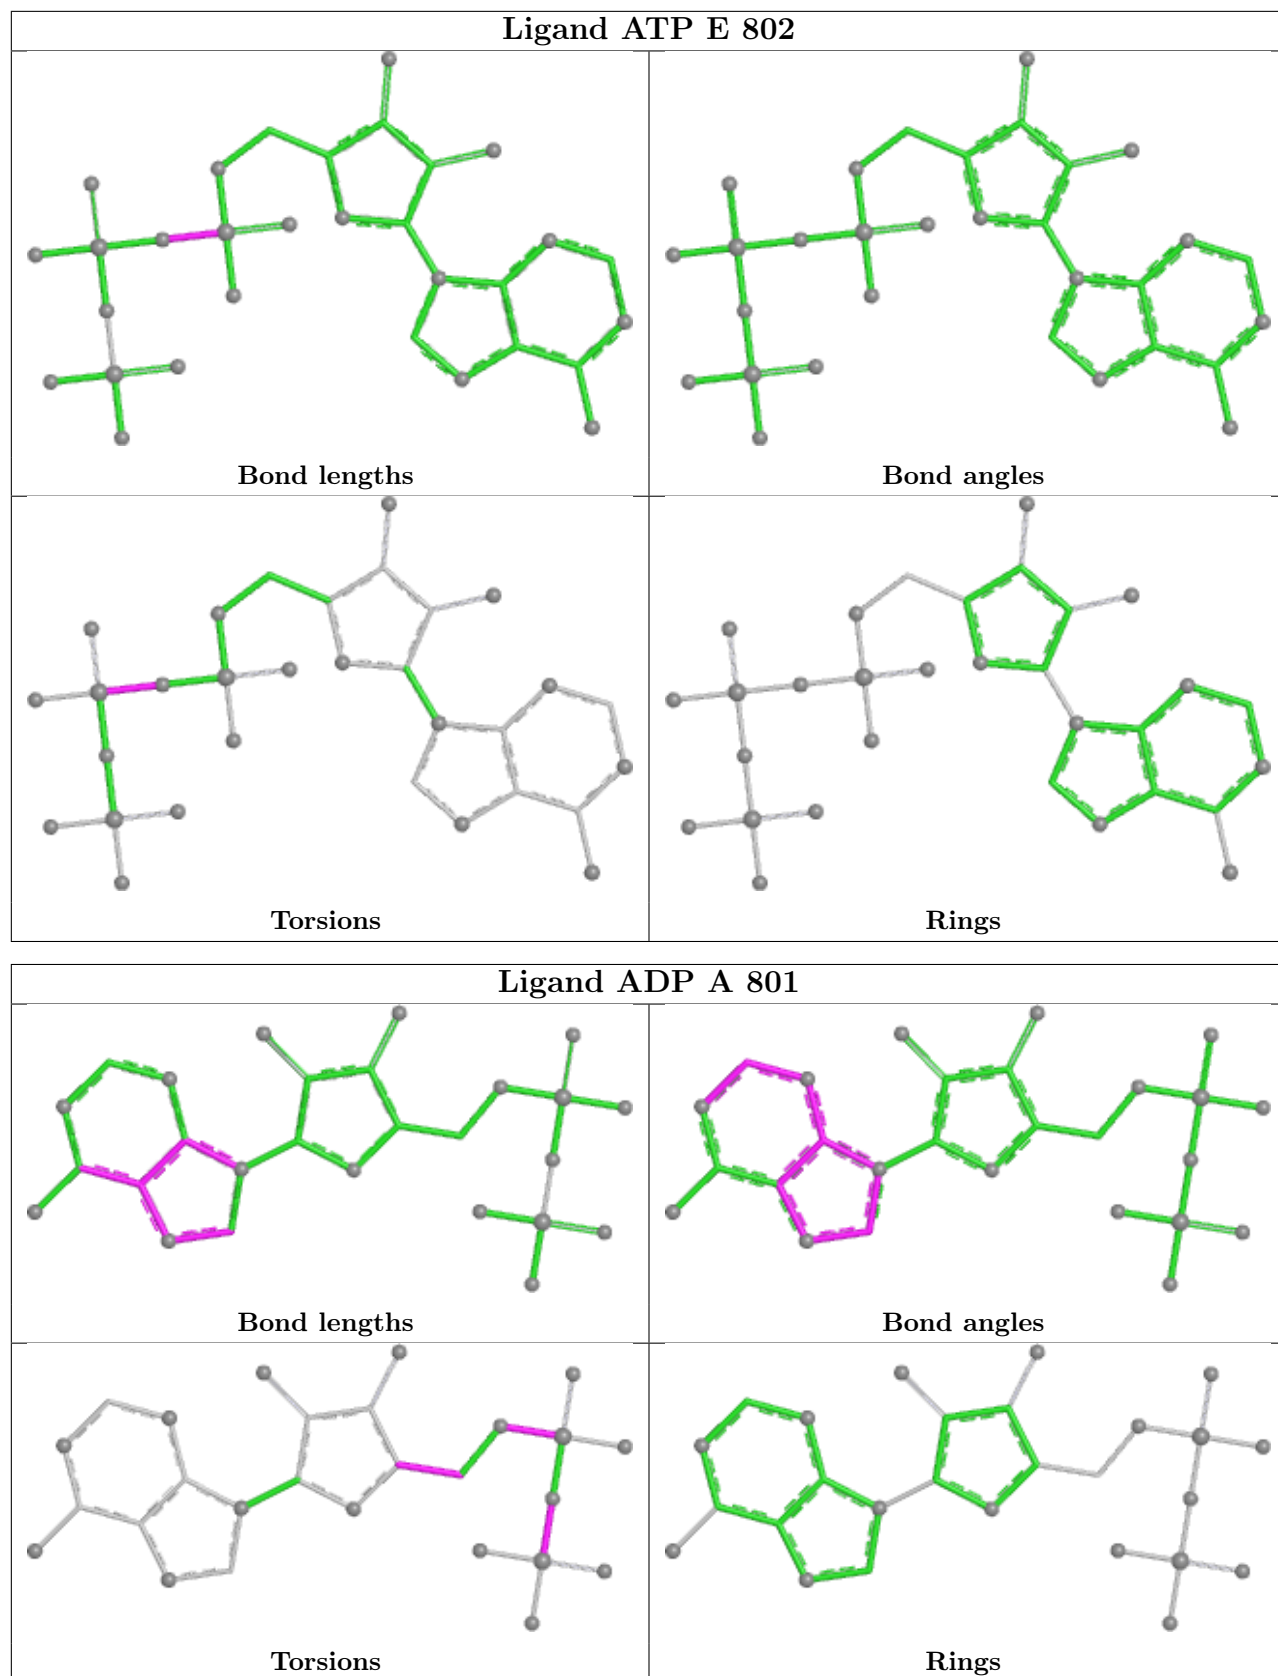 Ligand ATP E 802
Bond lengths
Bond angles
Torsions
Rings
Ligand ADP A 801
Bond lengths
Bond angles
Torsions
Rings